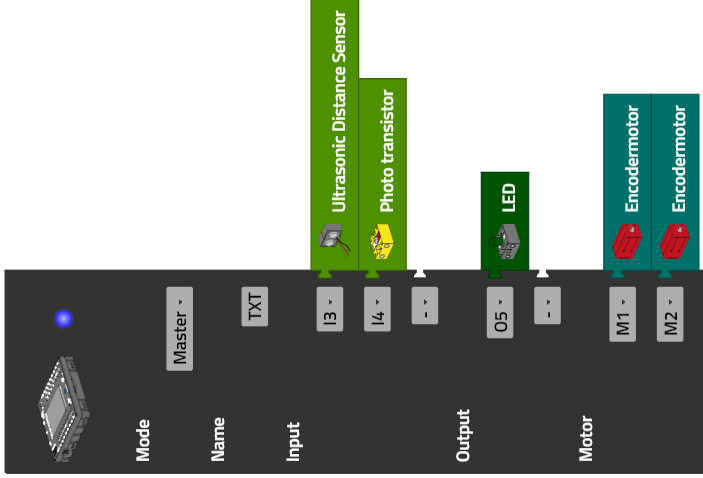 Mode
Master
Name
TXT
Input
I3 Ultrasonic Distance Sensor
I4 Photo transistor
-
Output
O5 LED
-
Motor
M1 Encodermotor
M2 Encodermotor